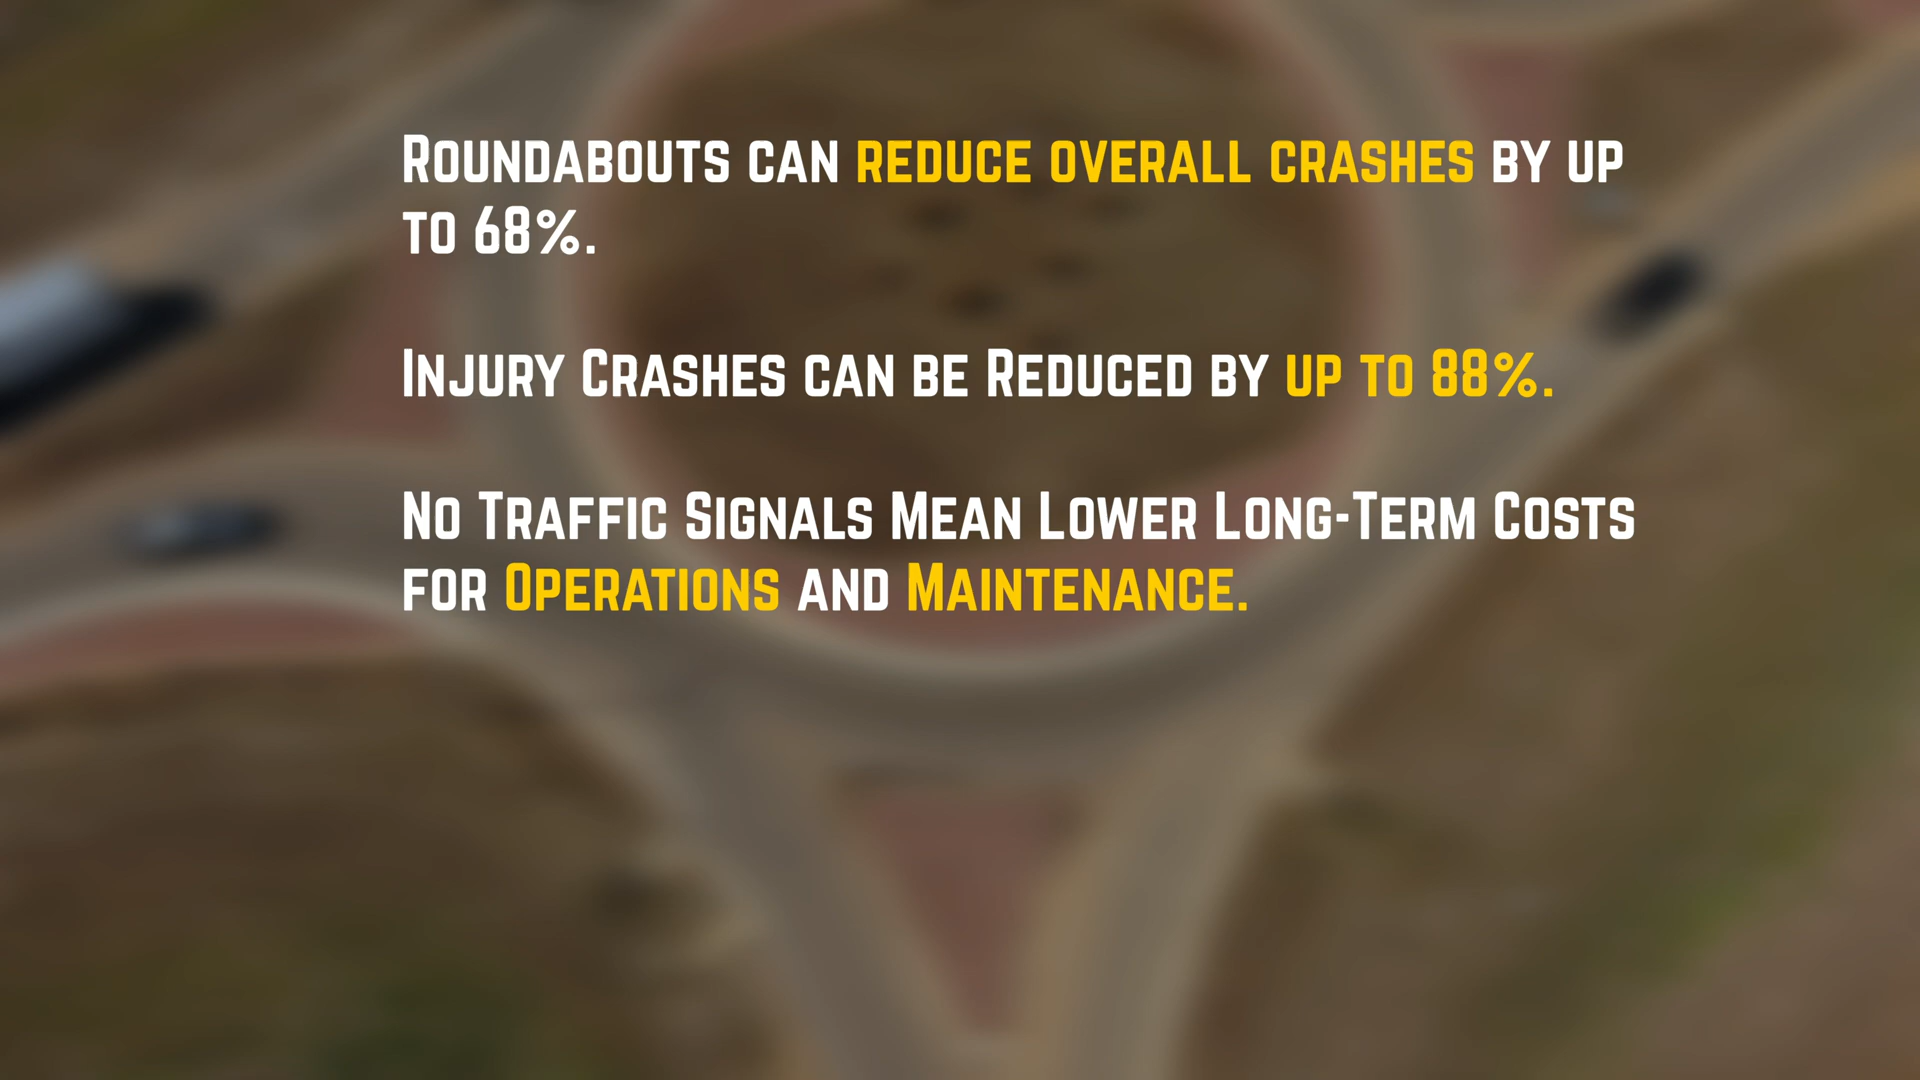 Roundabouts can reduce overall crashes by up
to 68%.
Injury Crashes can be Reduced by up to 88%.
No Traffic Signals Mean Lower Long-Term Costs
for Operations and Maintenance.